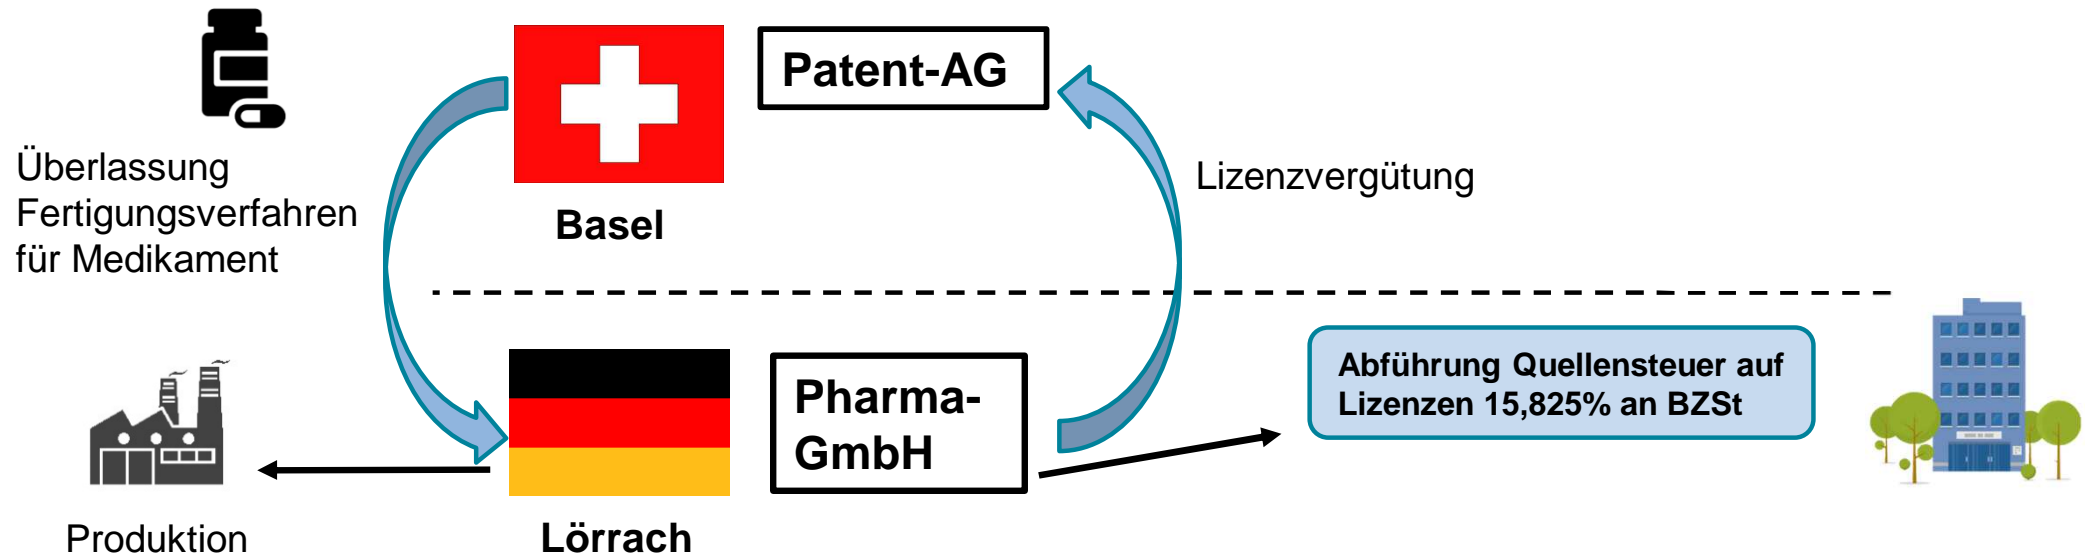 Patent-AG
Überlassung
Fertigungsverfahren
für Medikament
Basel
Lizenzvergütung
Pharma-
GmbH
Abführung Quellensteuer auf
Lizenzen 15,825% an BZSt
Produktion
Lörrach